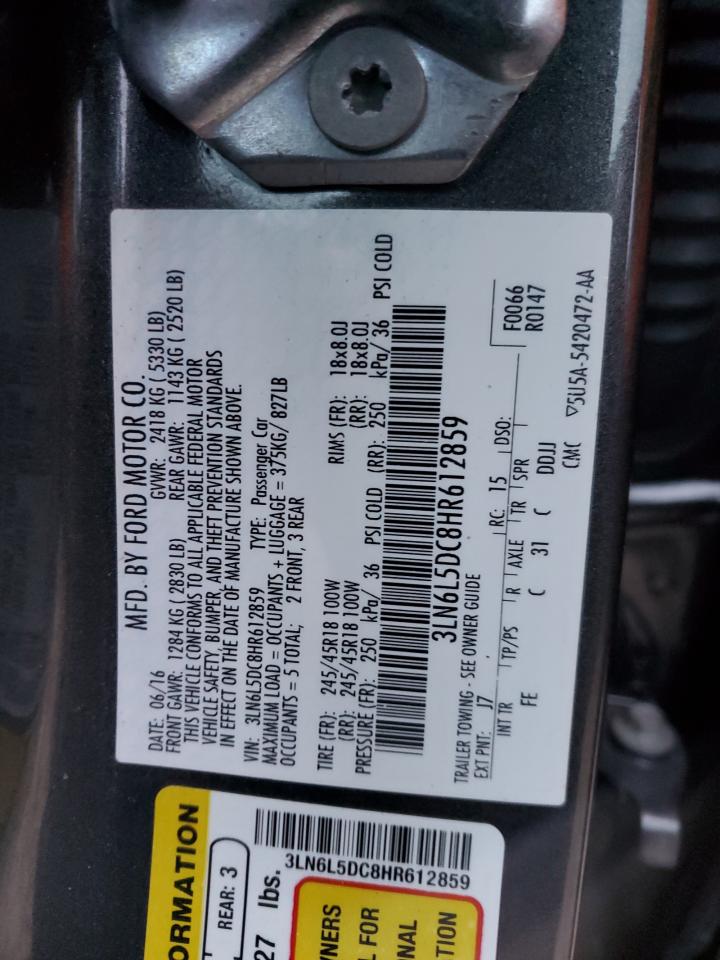 MFD. BY FORD MOTOR CO.
DATE: 06/16 GVWR: 2418 KG ( 5330 LB)
FRONT GAWR: 1284 KG ( 2830 LB) REAR GAWR: 1143 KG ( 2520 LB)
THIS VEHICLE CONFORMS TO ALL APPLICABLE FEDERAL MOTOR
VEHICLE SAFETY, BUMPER, AND THEFT PREVENTION STANDARDS
IN EFFECT ON THE DATE OF MANUFACTURE SHOWN ABOVE.
VIN: 3LN6L5DC8HR612859 TYPE: Passenger Car
MAXIMUM LOAD = OCCUPANTS + LUGGAGE = 375KG/ 827LB
OCCUPANTS = 5 TOTAL; 2 FRONT, 3 REAR
TIRE (FR): 245/45R18 100W RIMS (FR): 18x8.0J
(RR): 245/45R18 100W (RR): 18x8.0J
PRESSURE (FR): 250 kPa/ 36 PSI COLD (RR): 250 kPa/ 36 PSI COLD
3LN6L5DC8HR612859
TRAILER TOWING - SEE OWNER GUIDE
EXT PNT: J7 RC: 15 DSO: F0066
R0147
INT TR TP/PS R AXLE TR SPR
FE C 31 C DDJJ
CMC ▽5U5A-5420472-AA
ORMATION
REAR: 3
27 lbs.
3LN6L5DC8HR612859
WNERS
L FOR
NAL
TION